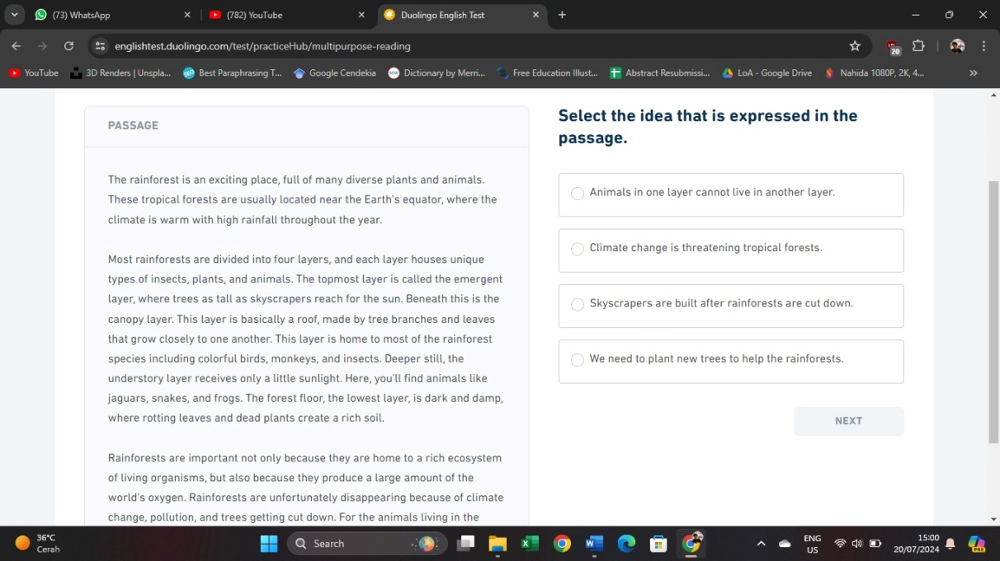 (73) WhatsApp
(782) YouTube
Duolingo English Test
englishtest.duolingo.com/test/practiceHub/multipurpose-reading
20
YouTube
3D Renders | Unspla...
Best Paraphrasing T...
Google Cendekia
Dictionary by Merri...
Free Education Illust...
Abstract Resubmissi...
LoA - Google Drive
Nahida 1080P, 2K, 4...
PASSAGE
The rainforest is an exciting place, full of many diverse plants and animals.
These tropical forests are usually located near the Earth's equator, where the
climate is warm with high rainfall throughout the year.
Most rainforests are divided into four layers, and each layer houses unique
types of insects, plants, and animals. The topmost layer is called the emergent
layer, where trees as tall as skyscrapers reach for the sun. Beneath this is the
canopy layer. This layer is basically a roof, made by tree branches and leaves
that grow closely to one another. This layer is home to most of the rainforest
species including colorful birds, monkeys, and insects. Deeper still, the
understory layer receives only a little sunlight. Here, you'll find animals like
jaguars, snakes, and frogs. The forest floor, the lowest layer, is dark and damp,
where rotting leaves and dead plants create a rich soil.
Rainforests are important not only because they are home to a rich ecosystem
of living organisms, but also because they produce a large amount of the
world's oxygen. Rainforests are unfortunately disappearing because of climate
change, pollution, and trees getting cut down. For the animals living in the
Select the idea that is expressed in the
passage.
Animals in one layer cannot live in another layer.
Climate change is threatening tropical forests.
Skyscrapers are built after rainforests are cut down.
We need to plant new trees to help the rainforests.
NEXT
36°C
Cerah
Search
ENG
US
15:00
20/07/2024
PRE